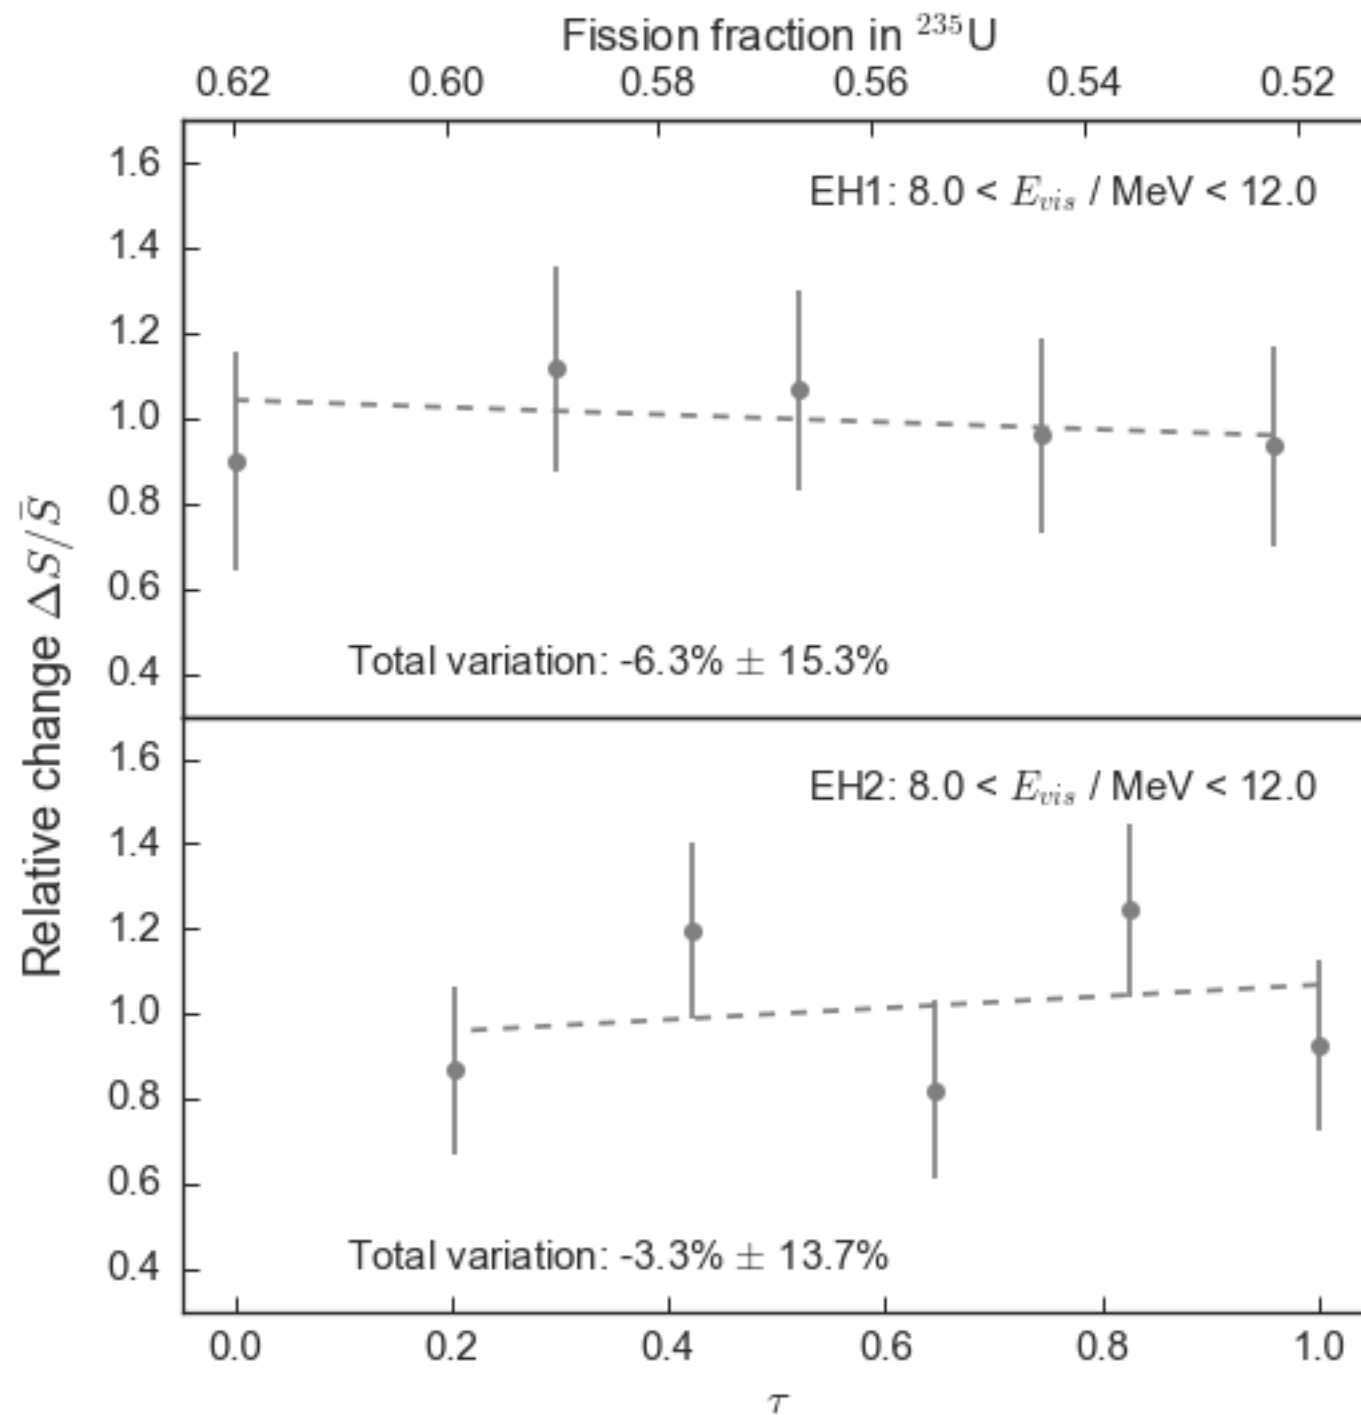 Fission fraction in ²³⁵U
0.62 0.60 0.58 0.56 0.54 0.52
Relative change ΔS/S̄
EH1: 8.0 < E_vis / MeV < 12.0
1.6
1.4
1.2
1.0
0.8
0.6
0.4
Total variation: -6.3% ± 15.3%
EH2: 8.0 < E_vis / MeV < 12.0
1.6
1.4
1.2
1.0
0.8
0.6
0.4
Total variation: -3.3% ± 13.7%
0.0 0.2 0.4 0.6 0.8 1.0
τ